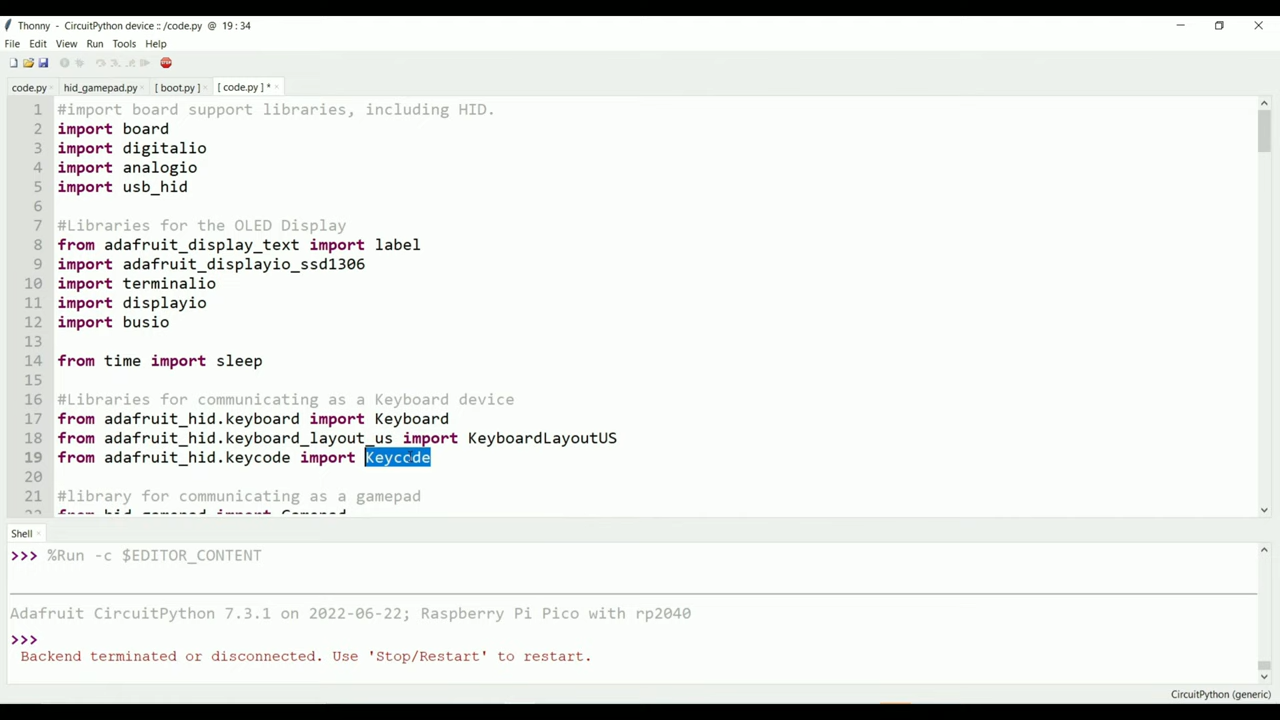 Thonny - CircuitPython device :: /code.py @ 19 : 34
File Edit View Run Tools Help
code.py hid_gamepad.py [ boot.py ] [ code.py ] *
1 #import board support libraries, including HID.
2 import board
3 import digitalio
4 import analogio
5 import usb_hid
6
7 #Libraries for the OLED Display
8 from adafruit_display_text import label
9 import adafruit_displayio_ssd1306
10 import terminalio
11 import displayio
12 import busio
13
14 from time import sleep
15
16 #Libraries for communicating as a Keyboard device
17 from adafruit_hid.keyboard import Keyboard
18 from adafruit_hid.keyboard_layout_us import KeyboardLayoutUS
19 from adafruit_hid.keycode import Keycode
20
21 #library for communicating as a gamepad
22 from hid_gamepad import Gamepad
Shell
>>> %Run -c $EDITOR_CONTENT
Adafruit CircuitPython 7.3.1 on 2022-06-22; Raspberry Pi Pico with rp2040
>>>
Backend terminated or disconnected. Use 'Stop/Restart' to restart.
CircuitPython (generic)